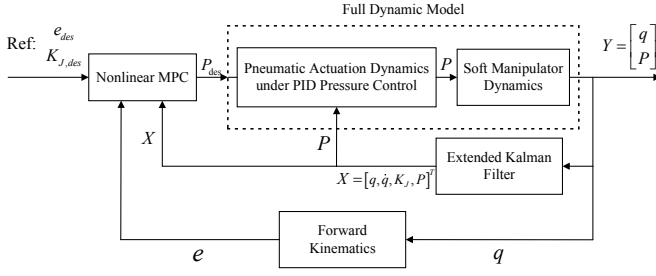 Full Dynamic Model
Ref: e_des
K_J,des
Nonlinear MPC
P_des
Pneumatic Actuation Dynamics
under PID Pressure Control
P
Soft Manipulator
Dynamics
Y = [q P]
X
P
X = [q, q̇, K_J, P]^T
Extended Kalman
Filter
Forward
Kinematics
e
q